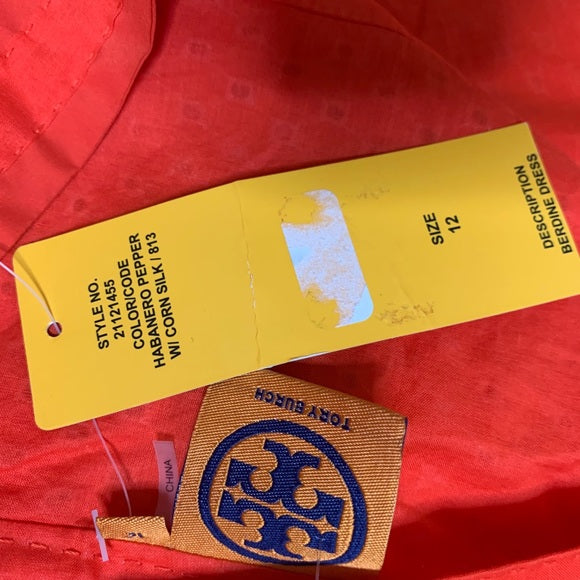 STYLE NO.
21121455
COLOR/CODE
HABANERO PEPPER
W/ CORN SILK / 813
SIZE
12
DESCRIPTION
BERDINE DRESS
TORY BURCH
CHINA